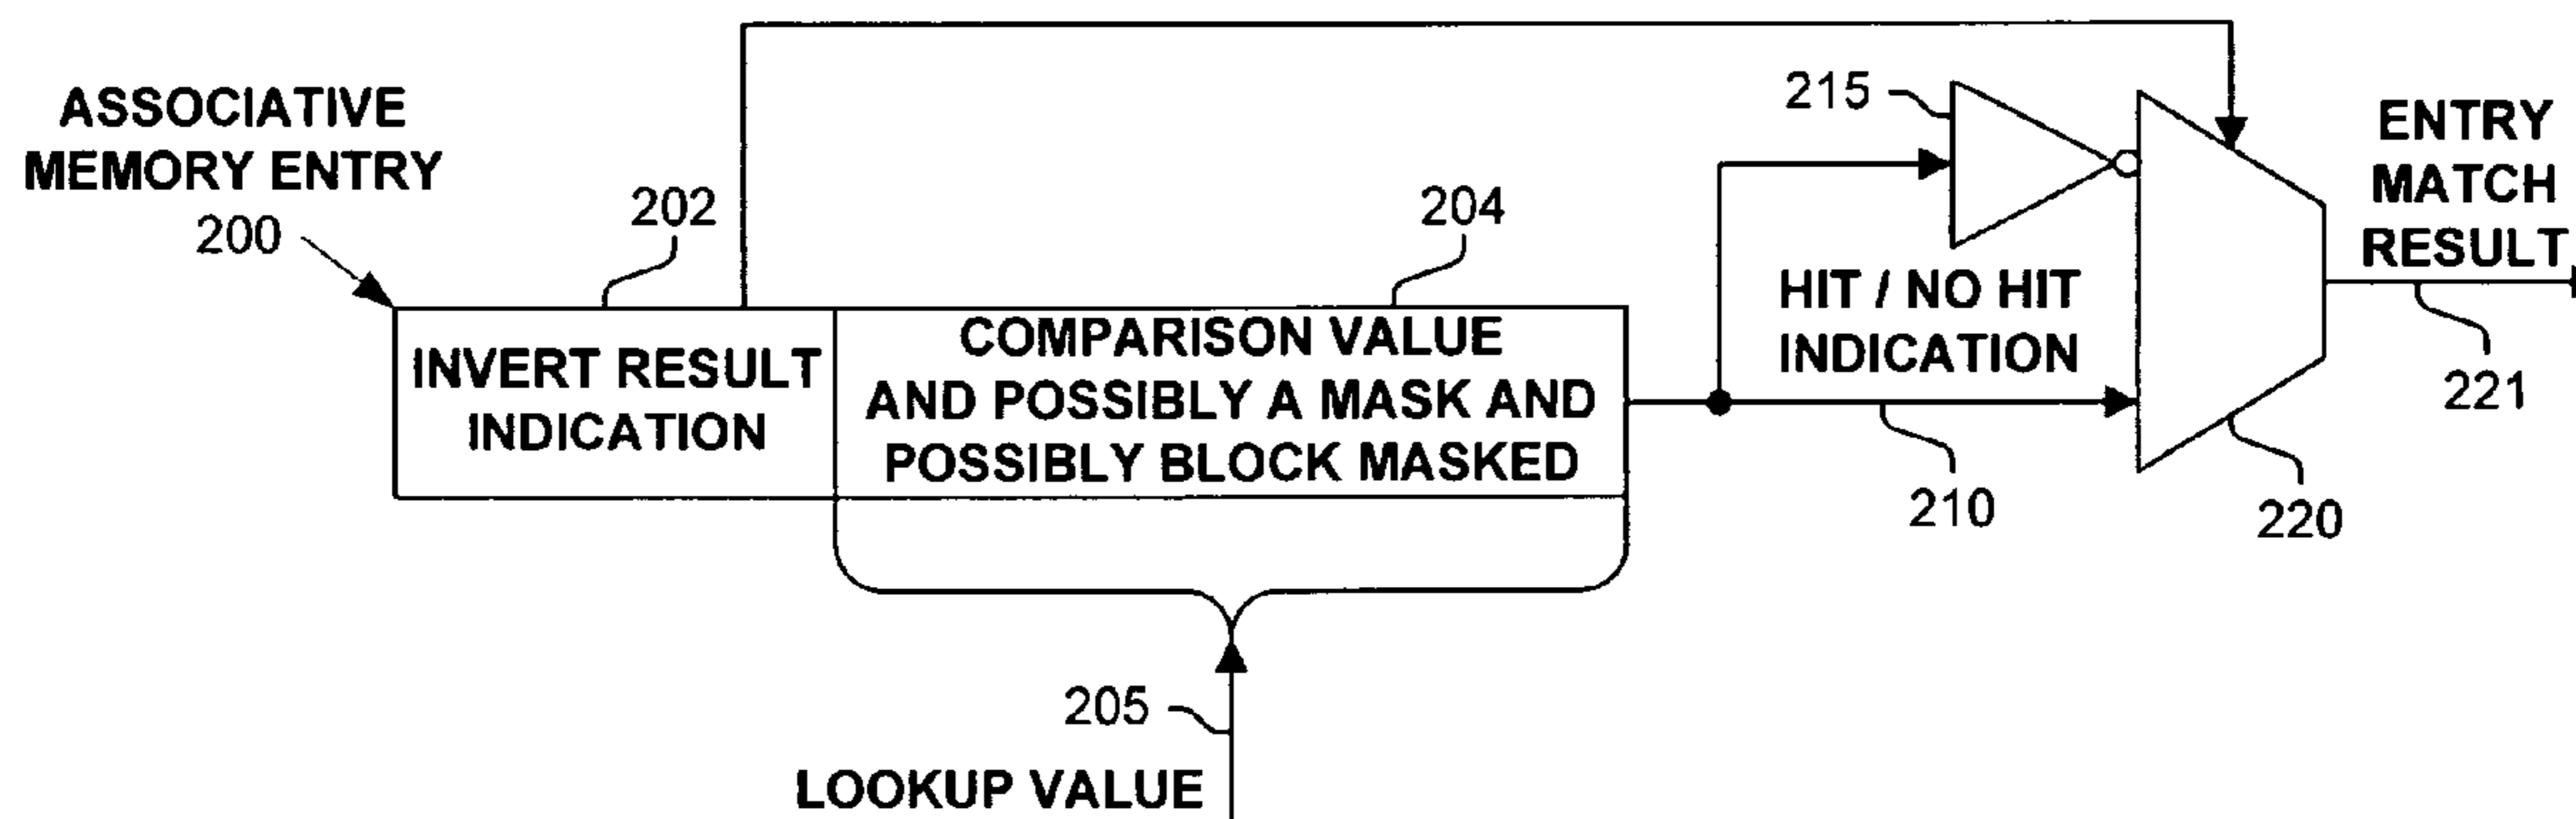 ASSOCIATIVE
MEMORY ENTRY
200
202
204
215
ENTRY
MATCH
RESULT
INVERT RESULT
INDICATION
COMPARISON VALUE
AND POSSIBLY A MASK AND
POSSIBLY BLOCK MASKED
HIT / NO HIT
INDICATION
210
220
221
205
LOOKUP VALUE